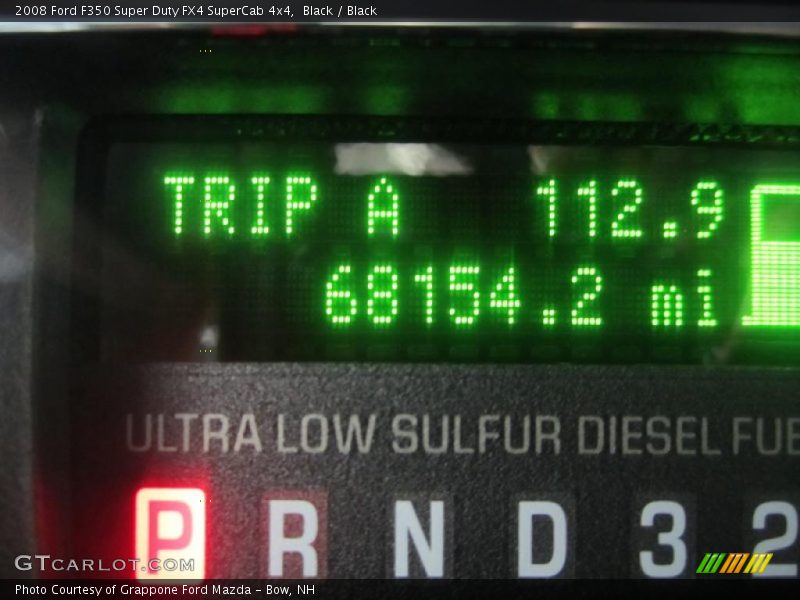 2008 Ford F350 Super Duty FX4 SuperCab 4x4, Black / Black
TRIP A 112.9
68154.2 mi
ULTRA LOW SULFUR DIESEL FUE
P R N D 3 2
GTCARLOT.COM
Photo Courtesy of Grappone Ford Mazda - Bow, NH